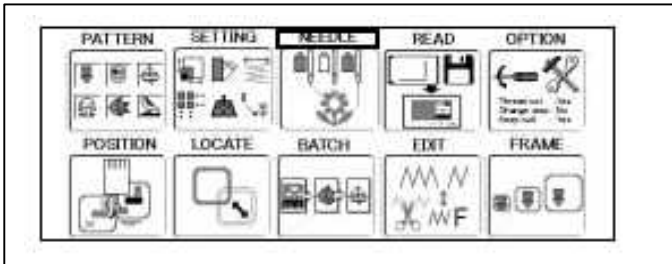 PATTERN SETTING NEEDLE READ OPTION
POSITION LOCATE BATCH EDIT FRAME
F